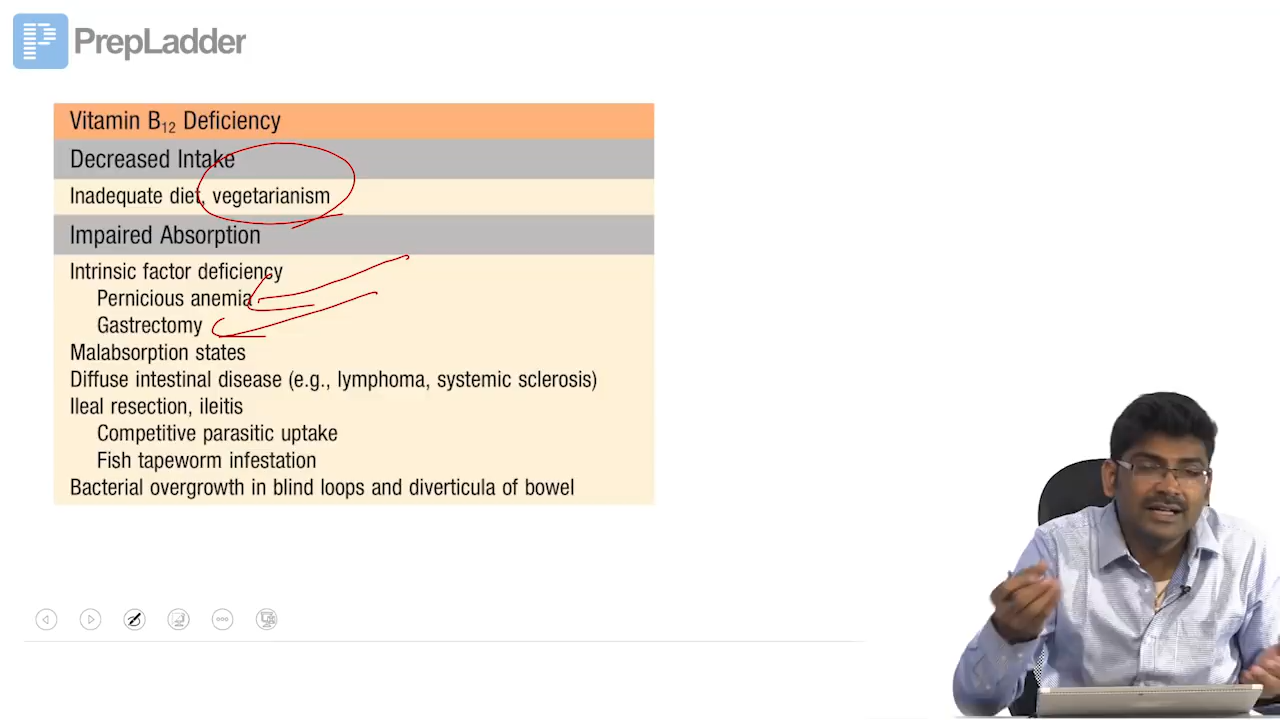 PrepLadder
Vitamin B12 Deficiency
Decreased Intake
Inadequate diet, vegetarianism
Impaired Absorption
Intrinsic factor deficiency
Pernicious anemia
Gastrectomy
Malabsorption states
Diffuse intestinal disease (e.g., lymphoma, systemic sclerosis)
Ileal resection, ileitis
Competitive parasitic uptake
Fish tapeworm infestation
Bacterial overgrowth in blind loops and diverticula of bowel